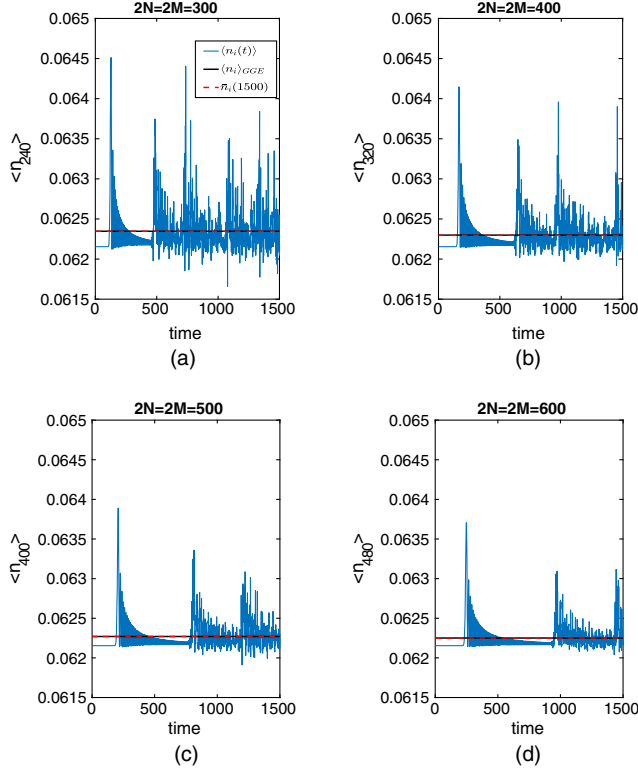 2N=2M=300
0.065
0.0645
0.064
0.0635
0.063
0.0625
0.062
0.0615
<n240>
⟨ni(t)⟩
⟨ni⟩GGE
n̄i(1500)
0 500 1000 1500
time
(a)
2N=2M=400
0.065
0.0645
0.064
0.0635
0.063
0.0625
0.062
0.0615
<n320>
0 500 1000 1500
time
(b)
2N=2M=500
0.065
0.0645
0.064
0.0635
0.063
0.0625
0.062
0.0615
<n400>
0 500 1000 1500
time
(c)
2N=2M=600
0.065
0.0645
0.064
0.0635
0.063
0.0625
0.062
0.0615
<n480>
0 500 1000 1500
time
(d)